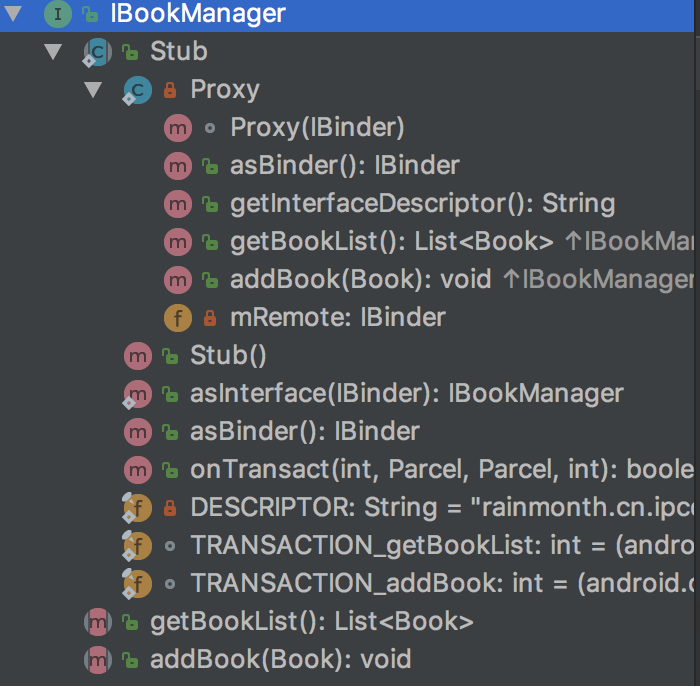 I IBookManager
C Stub
C Proxy
m Proxy(IBinder)
m asBinder(): IBinder
m getInterfaceDescriptor(): String
m getBookList(): List<Book> ↑IBookMar
m addBook(Book): void ↑IBookManager
f mRemote: IBinder
m Stub()
m asInterface(IBinder): IBookManager
m asBinder(): IBinder
m onTransact(int, Parcel, Parcel, int): boole
f DESCRIPTOR: String = "rainmonth.cn.ipc
f TRANSACTION_getBookList: int = (andro
f TRANSACTION_addBook: int = (android.
m getBookList(): List<Book>
m addBook(Book): void